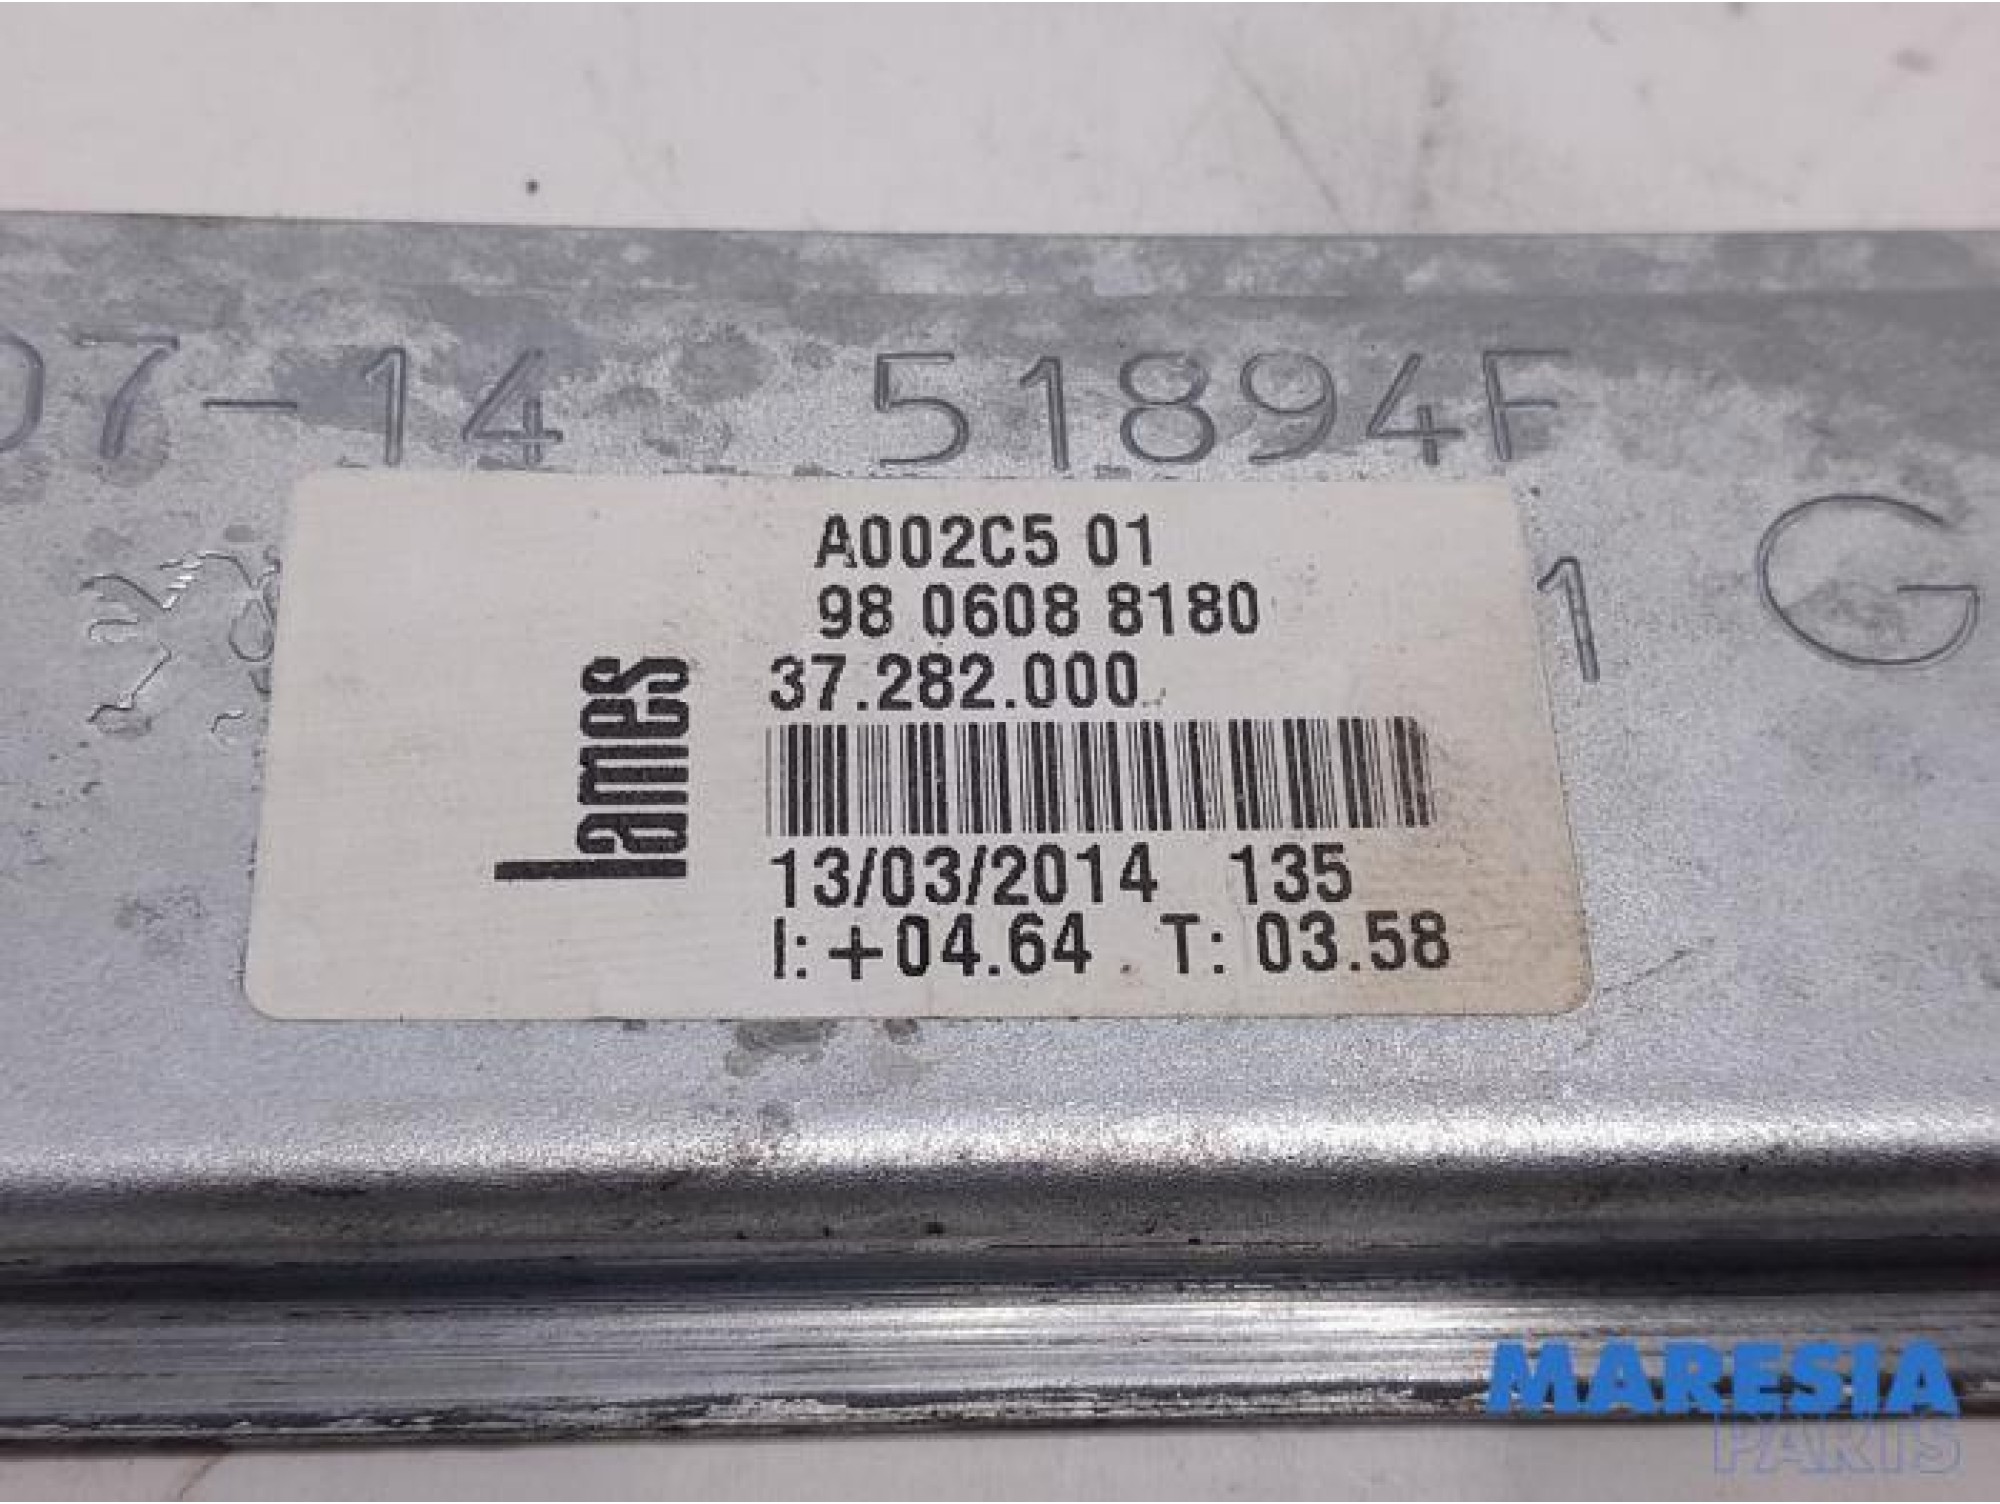 07-14 51894F
A002C5 01
98 0608 8180
1 G
37.282.000
lames
13/03/2014 135
I: +04.64 T: 03.58
MARESIA
PARTS